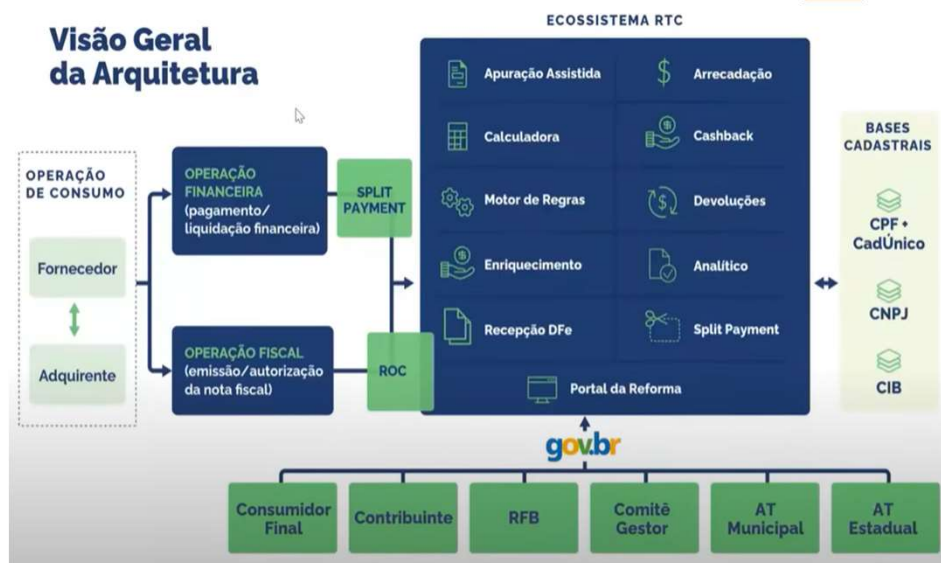 Visão Geral
da Arquitetura
ECOSSISTEMA RTC
OPERAÇÃO
DE CONSUMO
Fornecedor
Adquirente
OPERAÇÃO
FINANCEIRA
(pagamento/
liquidação financeira)
SPLIT
PAYMENT
OPERAÇÃO FISCAL
(emissão/autorização
da nota fiscal)
ROC
Apuração Assistida
Arrecadação
Calculadora
Cashback
Motor de Regras
Devoluções
Enriquecimento
Analítico
Recepção DFe
Split Payment
Portal da Reforma
BASES
CADASTRAIS
CPF +
CadÚnico
CNPJ
CIB
gov.br
Consumidor
Final
Contribuinte
RFB
Comitê
Gestor
AT
Municipal
AT
Estadual